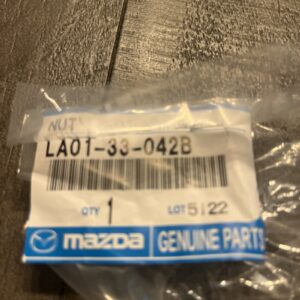 NUT
LA01-33-042B
QTY 1 LOT 5122
mazda GENUINE PARTS